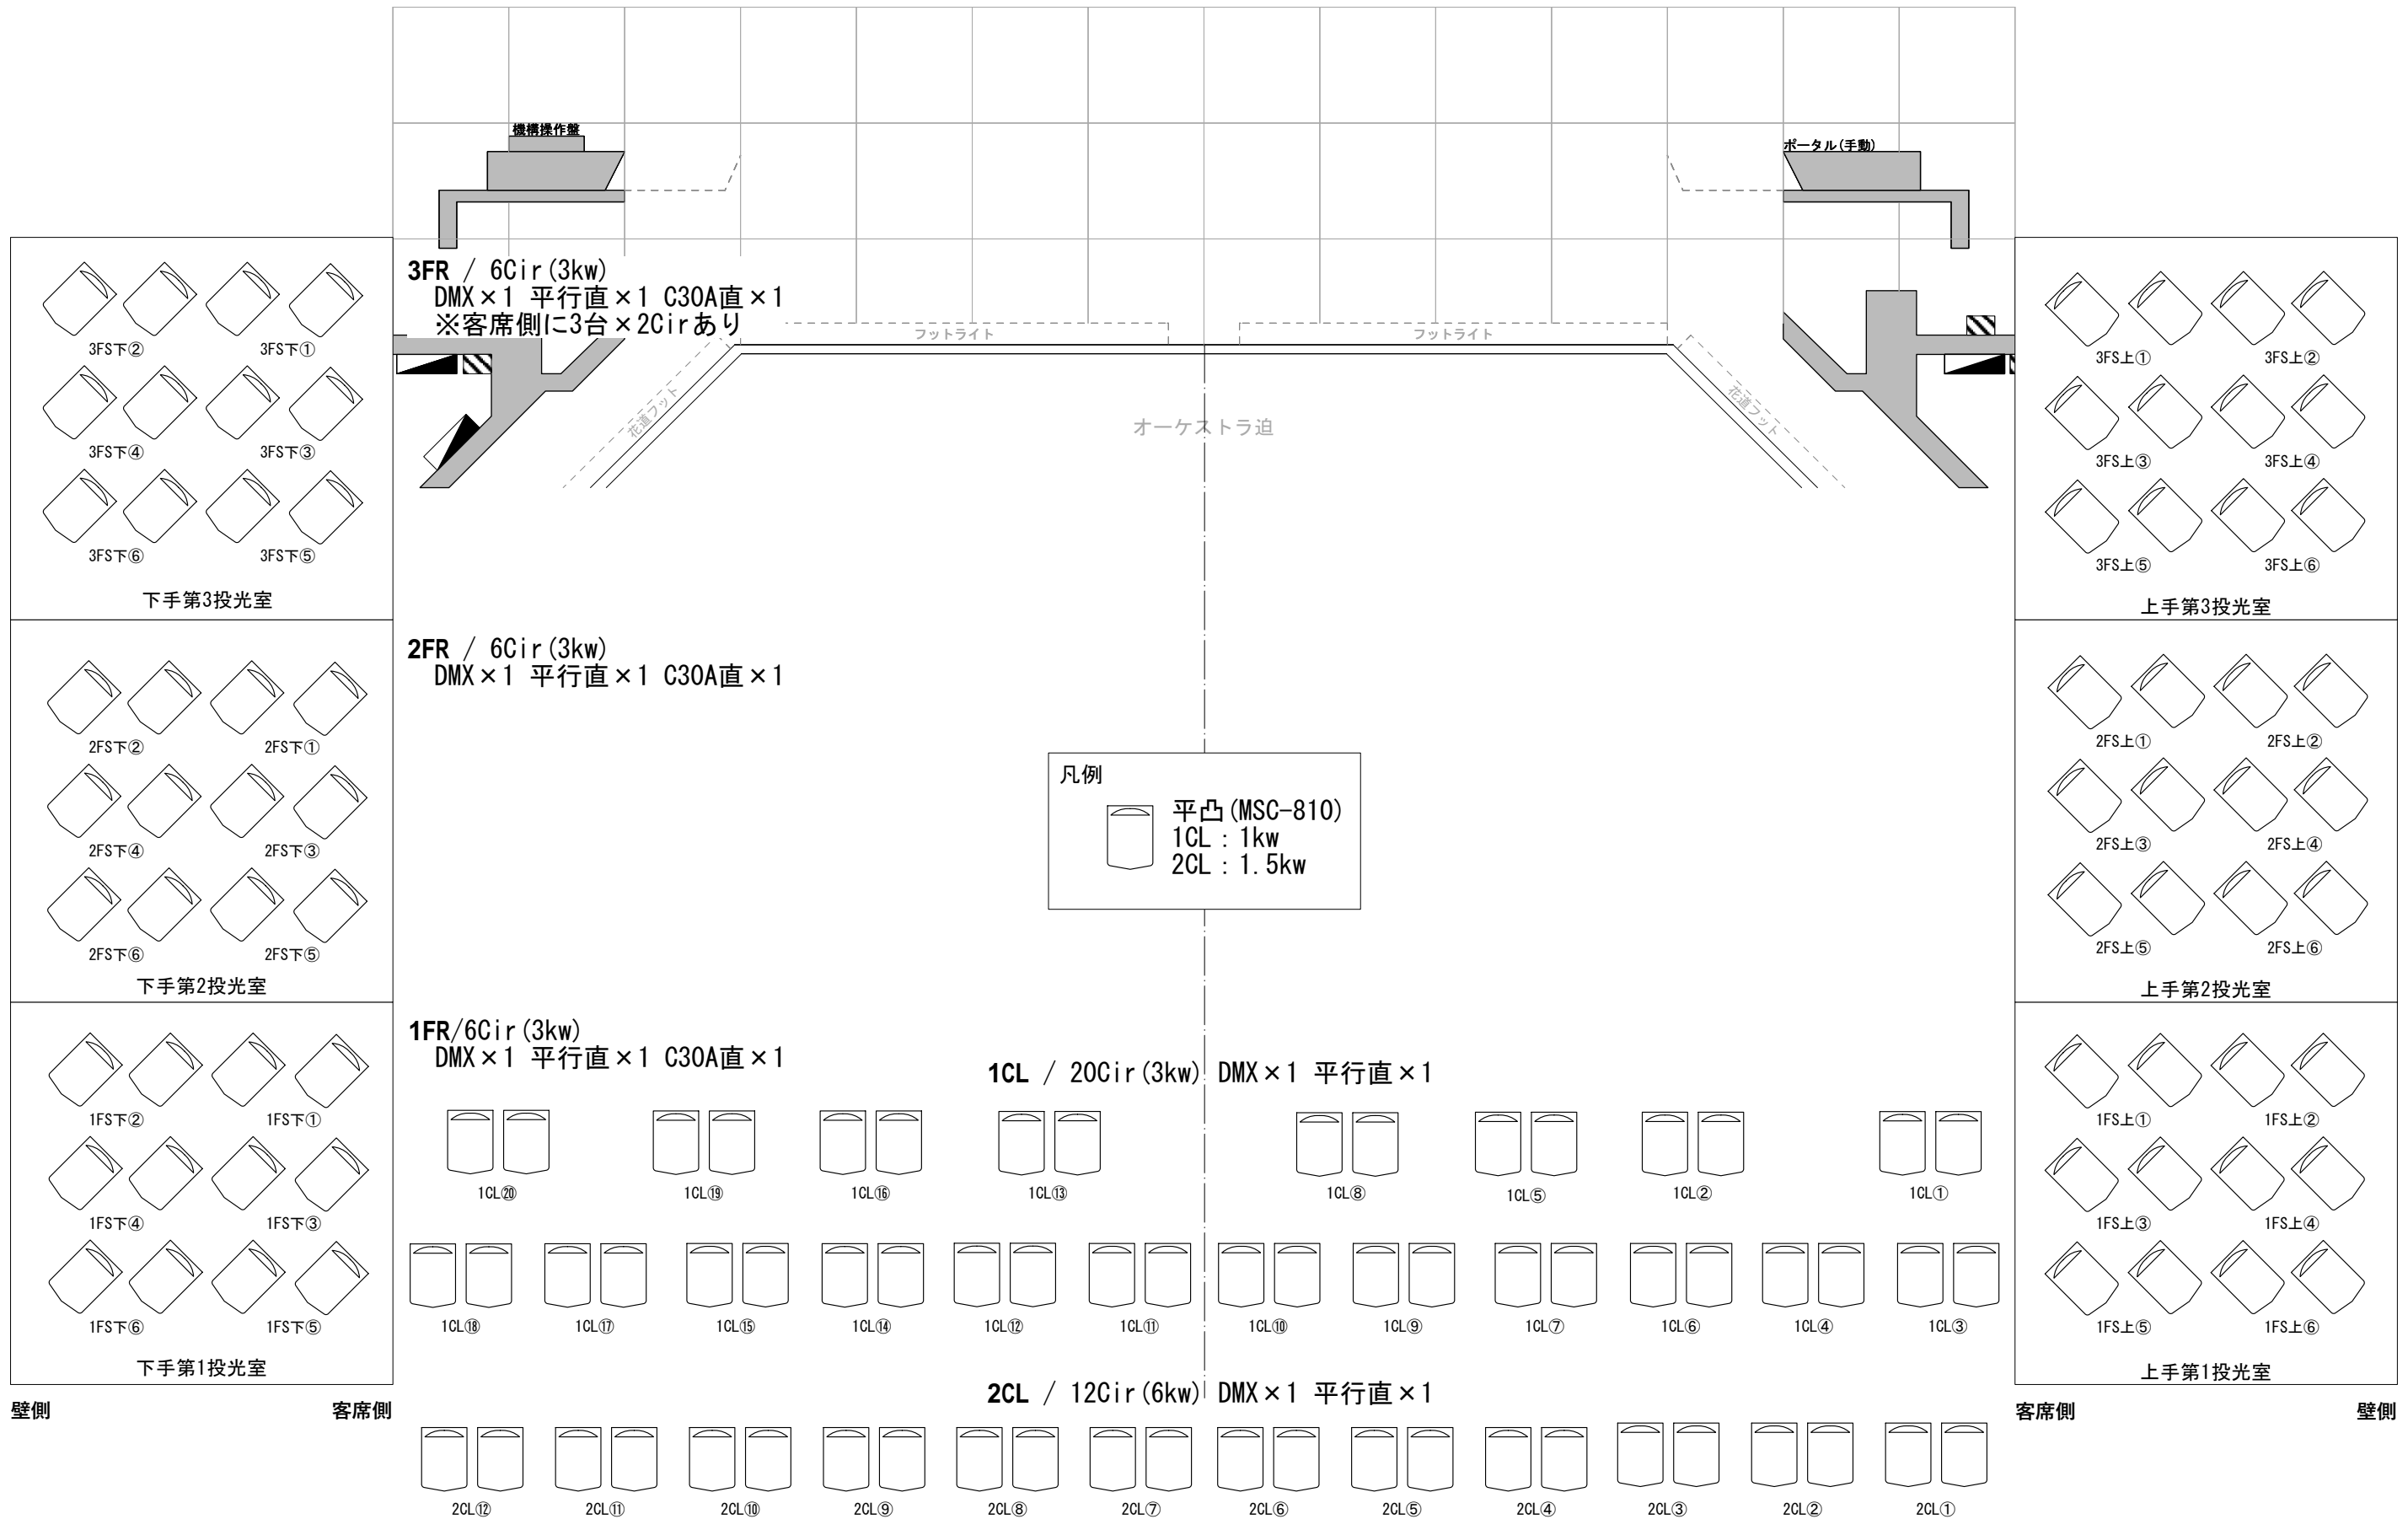 機構操作盤
ポータル(手動)
3FR / 6Cir(3kw)
DMX×1 平行直×1 C30A直×1
※客席側に3台×2Cirあり
フットライト
フットライト
花道フット
花道フット
オーケストラ迫
3FS下②
3FS下①
3FS下④
3FS下③
3FS下⑥
3FS下⑤
下手第3投光室
3FS上①
3FS上②
3FS上③
3FS上④
3FS上⑤
3FS上⑥
上手第3投光室
2FR / 6Cir(3kw)
DMX×1 平行直×1 C30A直×1
2FS下②
2FS下①
2FS下④
2FS下③
2FS下⑥
2FS下⑤
下手第2投光室
凡例
平凸(MSC-810)
1CL : 1kw
2CL : 1.5kw
2FS上①
2FS上②
2FS上③
2FS上④
2FS上⑤
2FS上⑥
上手第2投光室
1FR/6Cir(3kw)
DMX×1 平行直×1 C30A直×1
1FS下②
1FS下①
1FS下④
1FS下③
1FS下⑥
1FS下⑤
下手第1投光室
壁側
客席側
1FS上①
1FS上②
1FS上③
1FS上④
1FS上⑤
1FS上⑥
上手第1投光室
客席側
壁側
1CL / 20Cir(3kw) DMX×1 平行直×1
1CL⑳
1CL⑲
1CL⑯
1CL⑬
1CL⑧
1CL⑤
1CL②
1CL①
1CL⑱
1CL⑰
1CL⑮
1CL⑭
1CL⑫
1CL⑪
1CL⑩
1CL⑨
1CL⑦
1CL⑥
1CL④
1CL③
2CL / 12Cir(6kw) DMX×1 平行直×1
2CL⑫
2CL⑪
2CL⑩
2CL⑨
2CL⑧
2CL⑦
2CL⑥
2CL⑤
2CL④
2CL③
2CL②
2CL①